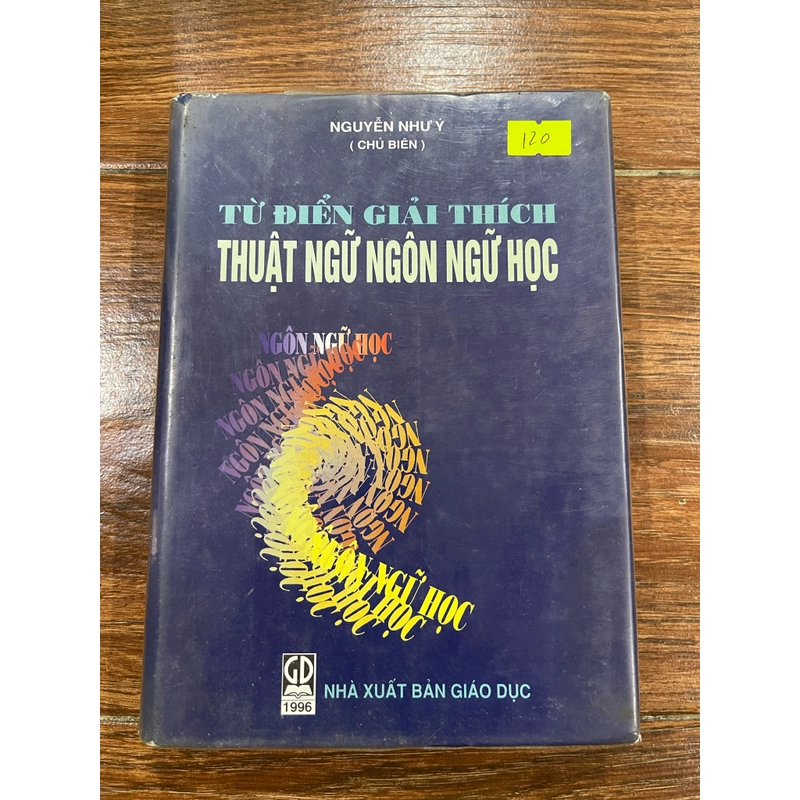 NGUYỄN NHƯ Ý
( CHỦ BIÊN )
120
TỪ ĐIỂN GIẢI THÍCH
THUẬT NGỮ NGÔN NGỮ HỌC
NGÔN NGỮ HỌC
NGÔN NGỮ HỌC
GD
1996
NHÀ XUẤT BẢN GIÁO DỤC